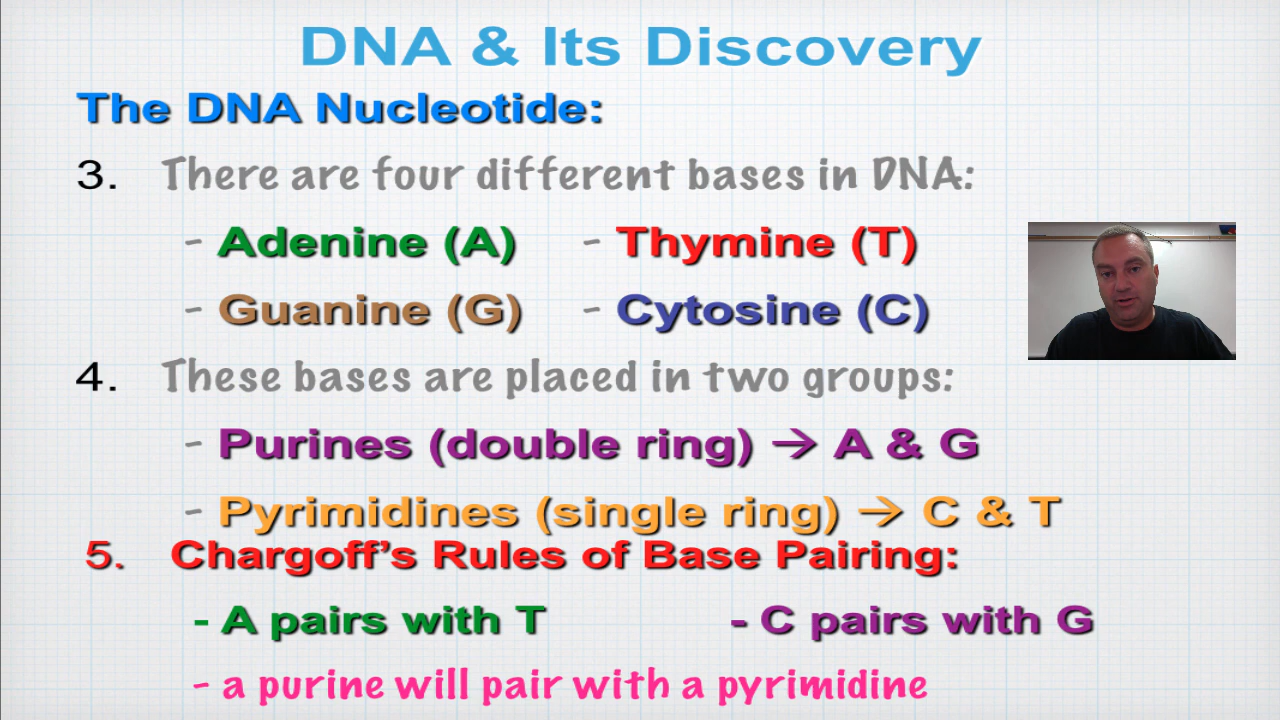 DNA & Its Discovery
The DNA Nucleotide:
3. There are four different bases in DNA:
- Adenine (A) - Thymine (T)
- Guanine (G) - Cytosine (C)
4. These bases are placed in two groups:
- Purines (double ring) → A & G
- Pyrimidines (single ring) → C & T
5. Chargoff's Rules of Base Pairing:
- A pairs with T - C pairs with G
- a purine will pair with a pyrimidine